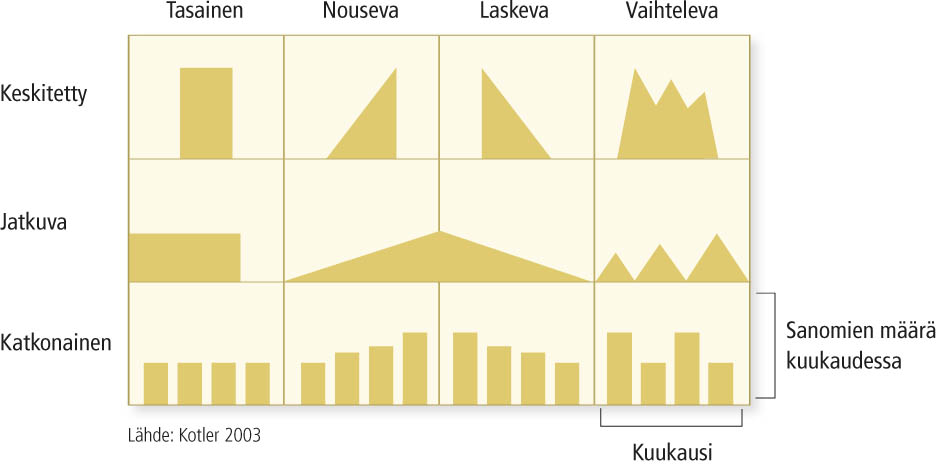 Tasainen
Nouseva
Laskeva
Vaihteleva
Keskitetty
Jatkuva
Katkonainen
Sanomien määrä
kuukaudessa
Lähde: Kotler 2003
Kuukausi